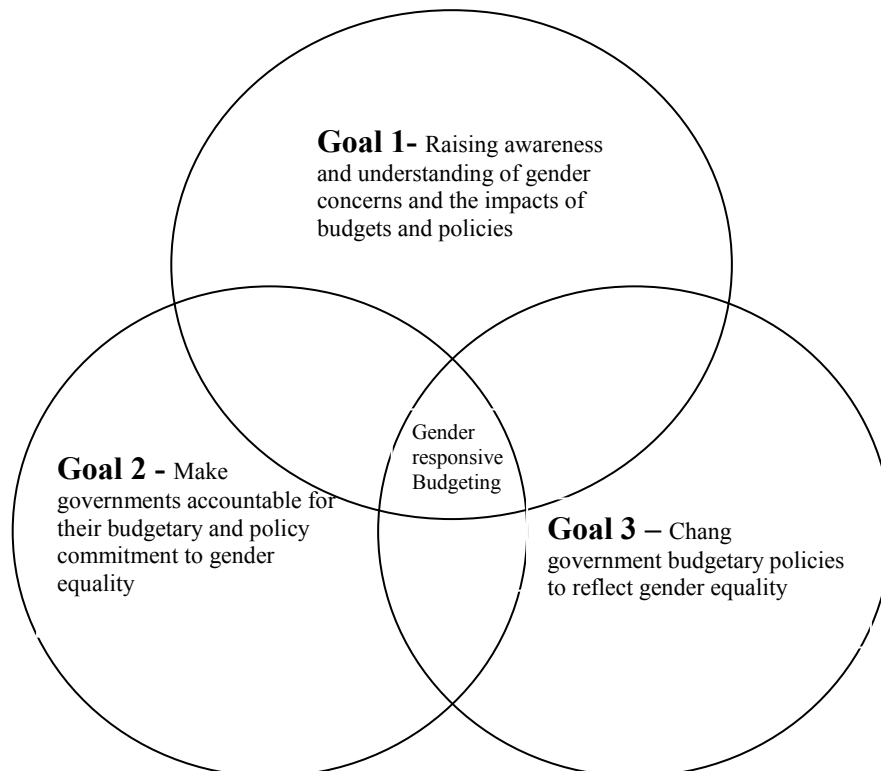 Goal 1- Raising awareness
and understanding of gender
concerns and the impacts of
budgets and policies
Gender
responsive
Budgeting
Goal 2 - Make
governments accountable for
their budgetary and policy
commitment to gender
equality
Goal 3 – Chang
government budgetary policies
to reflect gender equality